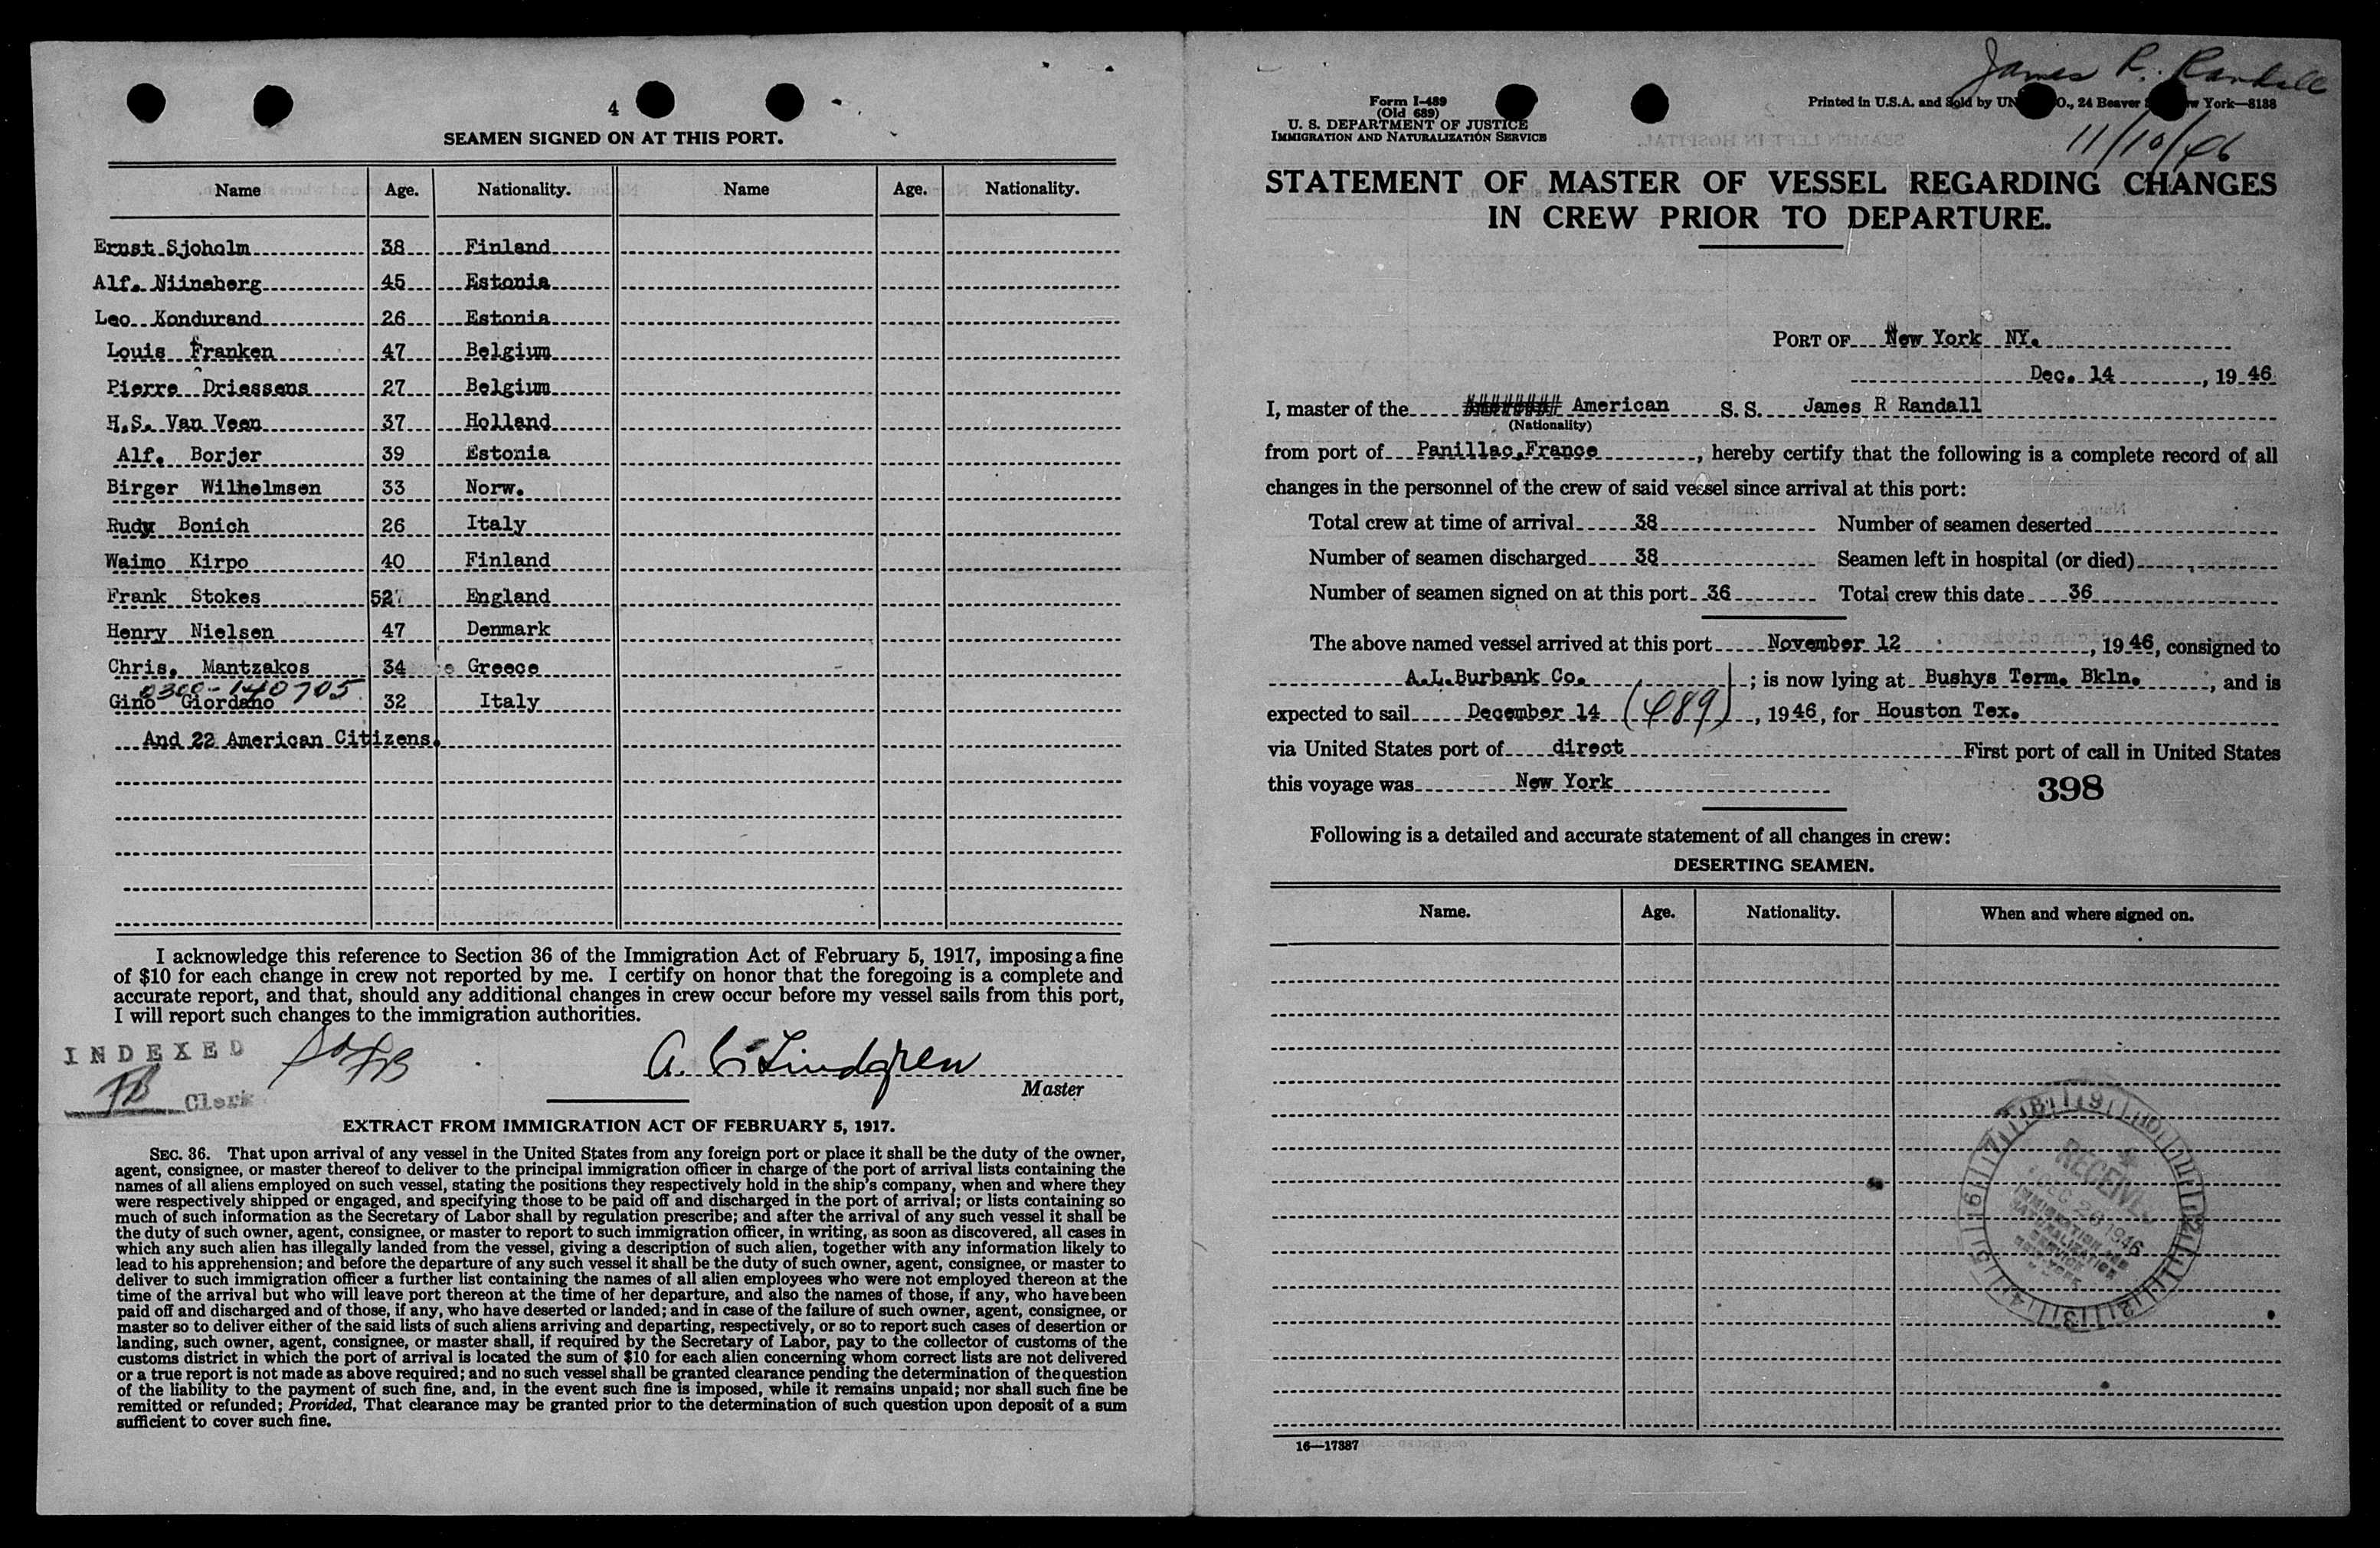 4
SEAMEN SIGNED ON AT THIS PORT.
Name Age. Nationality. Name Age. Nationality.
Ernst Sjoholm 38 Finland
Alf. Niineberg 45 Estonia
Leo Kondurand 26 Estonia
Louis Franken 47 Belgium
Pierre Driessens 27 Belgium
H.S. Van Veen 37 Holland
Alf. Borjer 39 Estonia
Birger Wilhelmsen 33 Norw.
Rudy Bonich 26 Italy
Waimo Kirpo 40 Finland
Frank Stokes 52 England
Henry Nielsen 47 Denmark
Chris. Mantzakos 34 Greece
0300-140705
Gino Giordano 32 Italy
And 22 American Citizens.
I acknowledge this reference to Section 36 of the Immigration Act of February 5, 1917, imposing a fine
of $10 for each change in crew not reported by me. I certify on honor that the foregoing is a complete and
accurate report, and that, should any additional changes in crew occur before my vessel sails from this port,
I will report such changes to the immigration authorities.
INDEXED
FB Clerk
A. Lindgren
Master
EXTRACT FROM IMMIGRATION ACT OF FEBRUARY 5, 1917.
SEC. 36. That upon arrival of any vessel in the United States from any foreign port or place it shall be the duty of the owner,
agent, consignee, or master thereof to deliver to the principal immigration officer in charge of the port of arrival lists containing the
names of all aliens employed on such vessel, stating the positions they respectively hold in the ship's company, when and where they
were respectively shipped or engaged, and specifying those to be paid off and discharged in the port of arrival; or lists containing so
much of such information as the Secretary of Labor shall by regulation prescribe; and after the arrival of any such vessel it shall be
the duty of such owner, agent, consignee, or master to report to such immigration officer, in writing, as soon as discovered, all cases in
which any such alien has illegally landed from the vessel, giving a description of such alien, together with any information likely to
lead to his apprehension; and before the departure of any such vessel it shall be the duty of such owner, agent, consignee, or master to
deliver to such immigration officer a further list containing the names of all alien employees who were not employed thereon at the
time of the arrival but who will leave port thereon at the time of her departure, and also the names of those, if any, who have been
paid off and discharged and of those, if any, who have deserted or landed; and in case of the failure of such owner, agent, consignee, or
master so to deliver either of the said lists of such aliens arriving and departing, respectively, or so to report such cases of desertion or
landing, such owner, agent, consignee, or master shall, if required by the Secretary of Labor, pay to the collector of customs of the
customs district in which the port of arrival is located the sum of $10 for each alien concerning whom correct lists are not delivered
or a true report is not made as above required; and no such vessel shall be granted clearance pending the determination of the question
of the liability to the payment of such fine, and, in the event such fine is imposed, while it remains unpaid; nor shall such fine be
remitted or refunded; Provided, That clearance may be granted prior to the determination of such question upon deposit of a sum
sufficient to cover such fine.
James R. Randall
Form I-489
(Old 689)
U. S. DEPARTMENT OF JUSTICE
IMMIGRATION AND NATURALIZATION SERVICE
Printed in U.S.A. and Sold by UN O., 24 Beaver York—8188
11/10/46
STATEMENT OF MASTER OF VESSEL REGARDING CHANGES
IN CREW PRIOR TO DEPARTURE.
PORT OF New York NY.
Dec. 14, 1946
I, master of the American S. S. James R Randall
(Nationality)
from port of Panillac, France, hereby certify that the following is a complete record of all
changes in the personnel of the crew of said vessel since arrival at this port:
Total crew at time of arrival 38 Number of seamen deserted
Number of seamen discharged 38 Seamen left in hospital (or died)
Number of seamen signed on at this port 36 Total crew this date 36
The above named vessel arrived at this port November 12, 1946, consigned to
A.L.Burbank Co. ; is now lying at Bushys Term. Bkln., and is
expected to sail December 14 (489), 1946, for Houston Tex.
via United States port of direct First port of call in United States
this voyage was New York 398
Following is a detailed and accurate statement of all changes in crew:
DESERTING SEAMEN.
Name. Age. Nationality. When and where signed on.
RECEIVED
DEC 26 1946
IMMIGRATION AND
NATURALIZATION
SERVICE
NEW YORK
16—17387